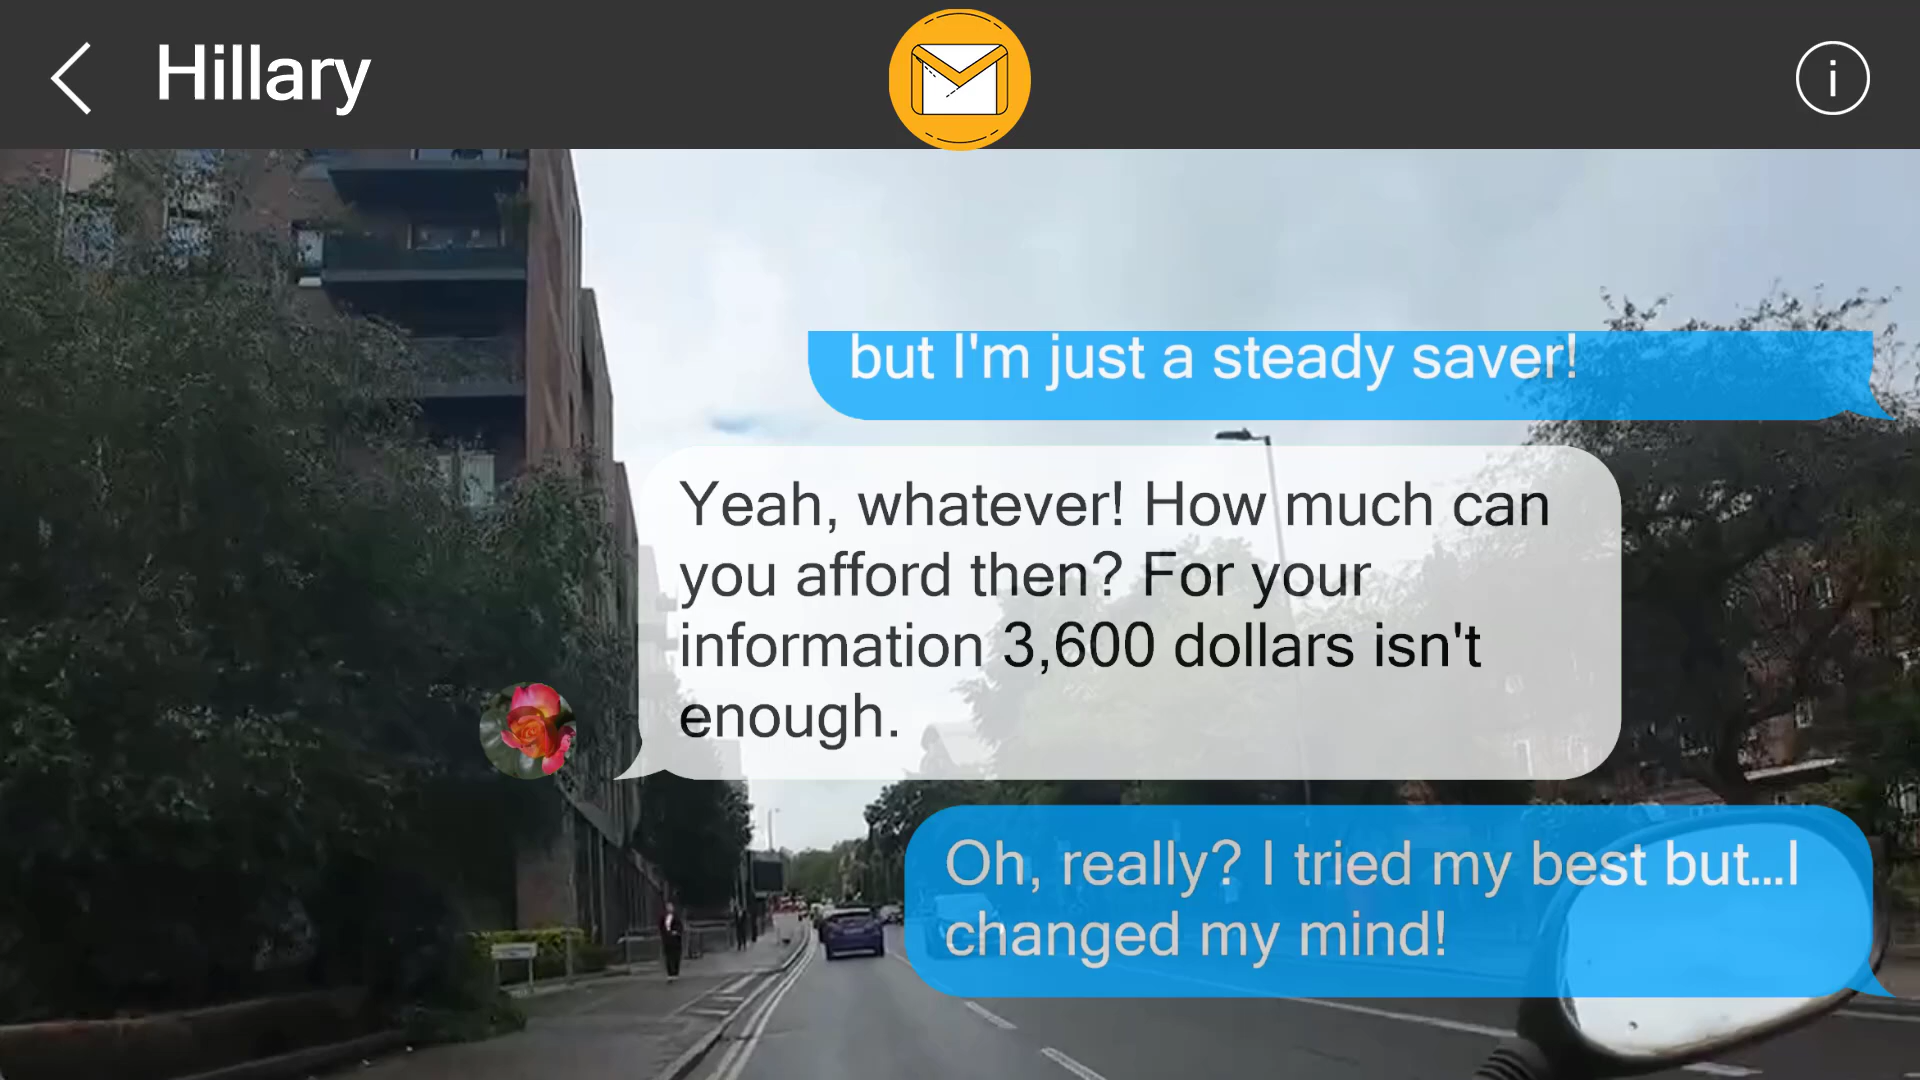 Hillary
i
but I'm just a steady saver!
Yeah, whatever! How much can
you afford then? For your
information 3,600 dollars isn't
enough.
Oh, really? I tried my best but...I
changed my mind!